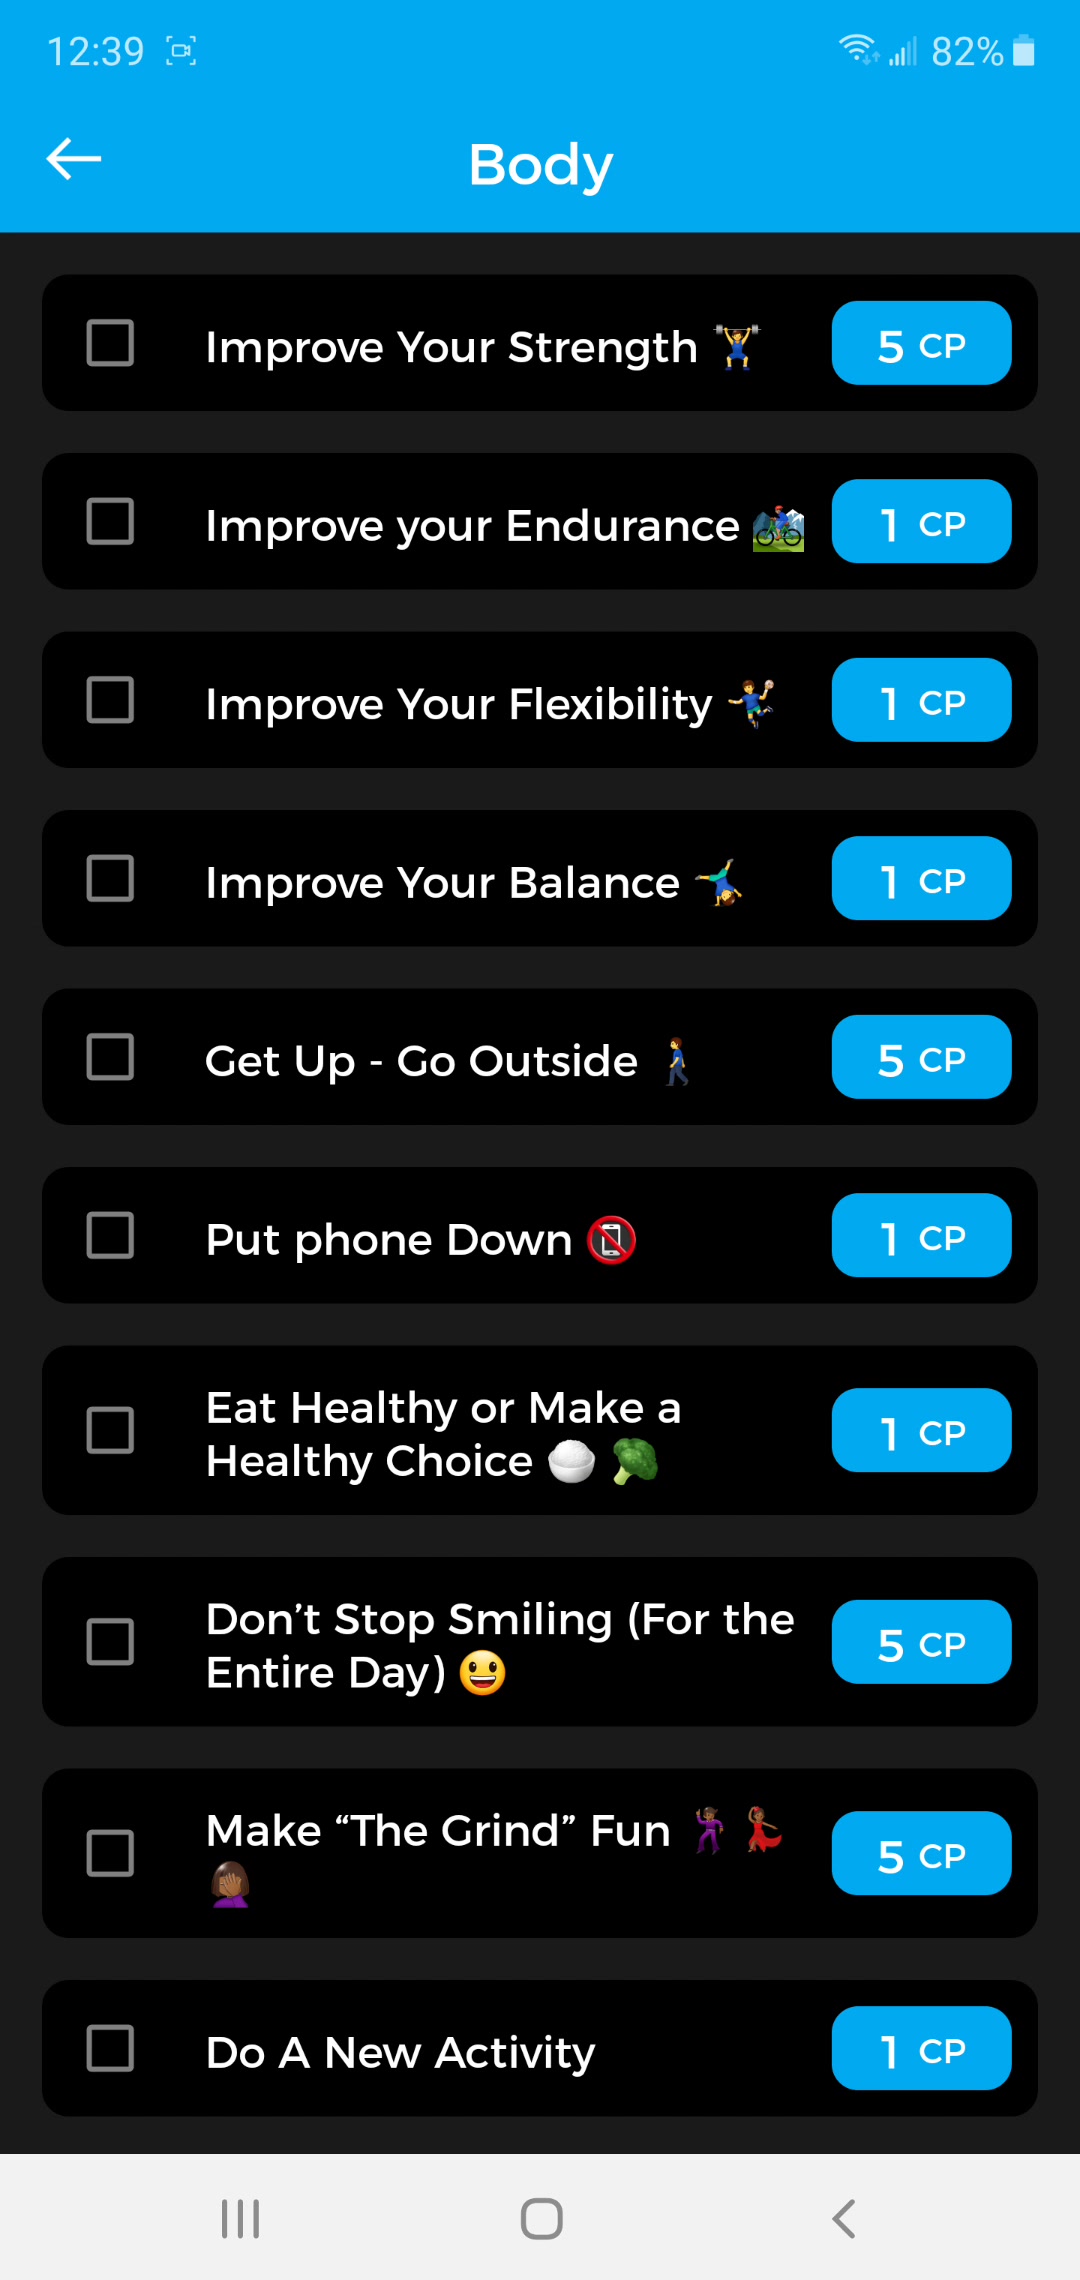 12:39 82%
Body
Improve Your Strength 🏋️ 5 CP
Improve your Endurance 🚵 1 CP
Improve Your Flexibility 🤾 1 CP
Improve Your Balance 🤸 1 CP
Get Up - Go Outside 🚶 5 CP
Put phone Down 📵 1 CP
Eat Healthy or Make a
Healthy Choice 🍚 🥦 1 CP
Don’t Stop Smiling (For the
Entire Day) 😃 5 CP
Make “The Grind” Fun 🕺🏾 💃🏾
🤦🏾‍♀️ 5 CP
Do A New Activity 1 CP